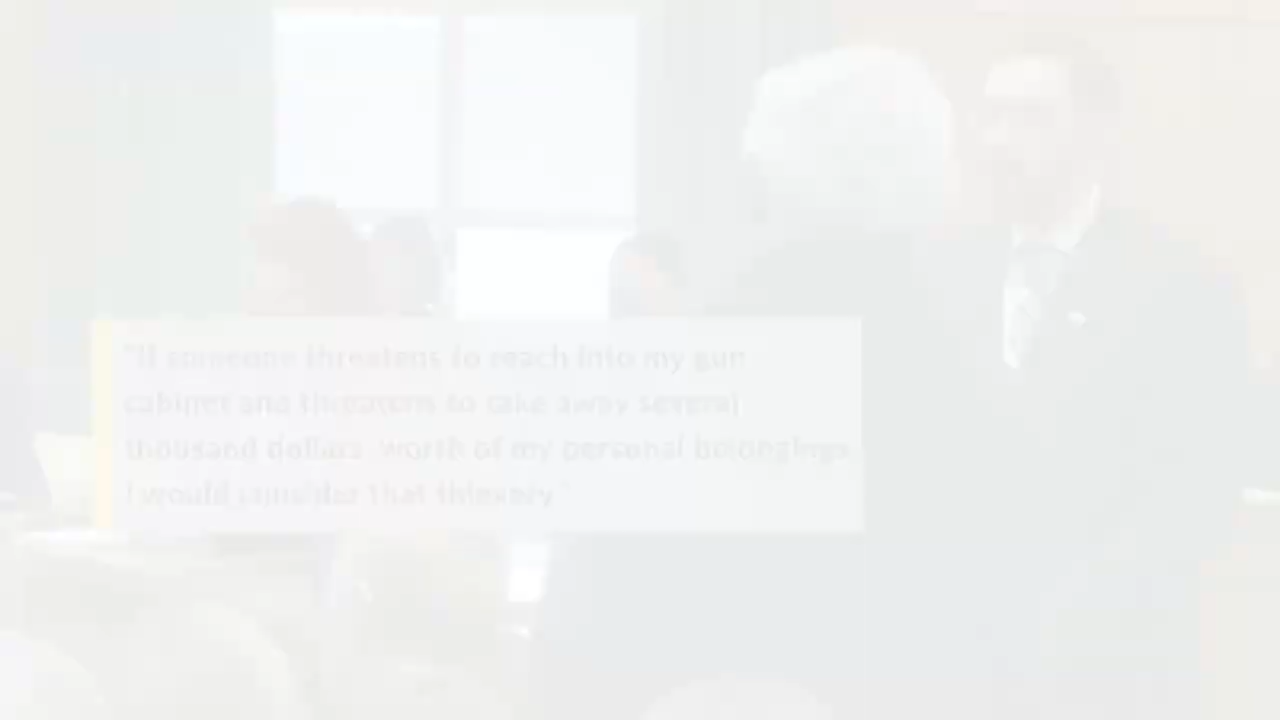 "If someone threatens to reach into my gun
cabinet and threatens to take away several
thousand dollars worth of my personal belongings
I would consider that thievery"